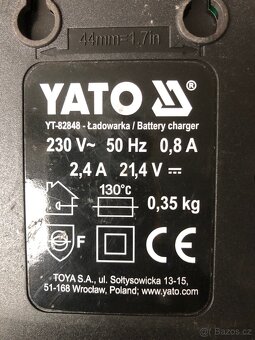 44mm=1.7in
YATO
YT-82848 - Ładowarka / Battery charger
230 V~ 50 Hz 0,8 A
2,4 A 21,4 V
130°C
0,35 kg
F
CE
TOYA S.A., ul. Sołtysowicka 13-15,
51-168 Wrocław, Poland; www.yato.com
Bazoš.cz